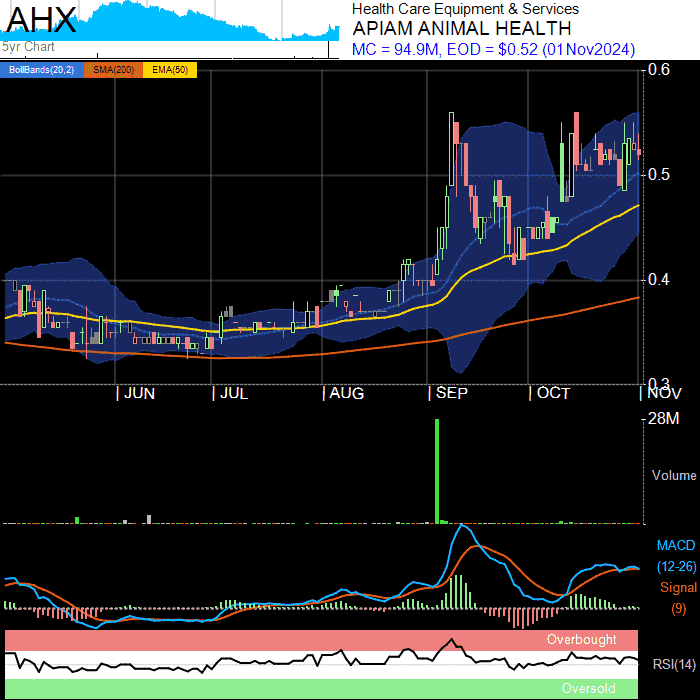 AHX
5yr Chart
Health Care Equipment & Services
APIAM ANIMAL HEALTH
MC = 94.9M, EOD = $0.52 (01Nov2024)
BollBands(20,2) SMA(200) EMA(50)
0.6
0.5
0.4
0.3
JUN JUL AUG SEP OCT NOV
28M
Volume
MACD
(12-26)
Signal
(9)
Overbought
RSI(14)
Oversold